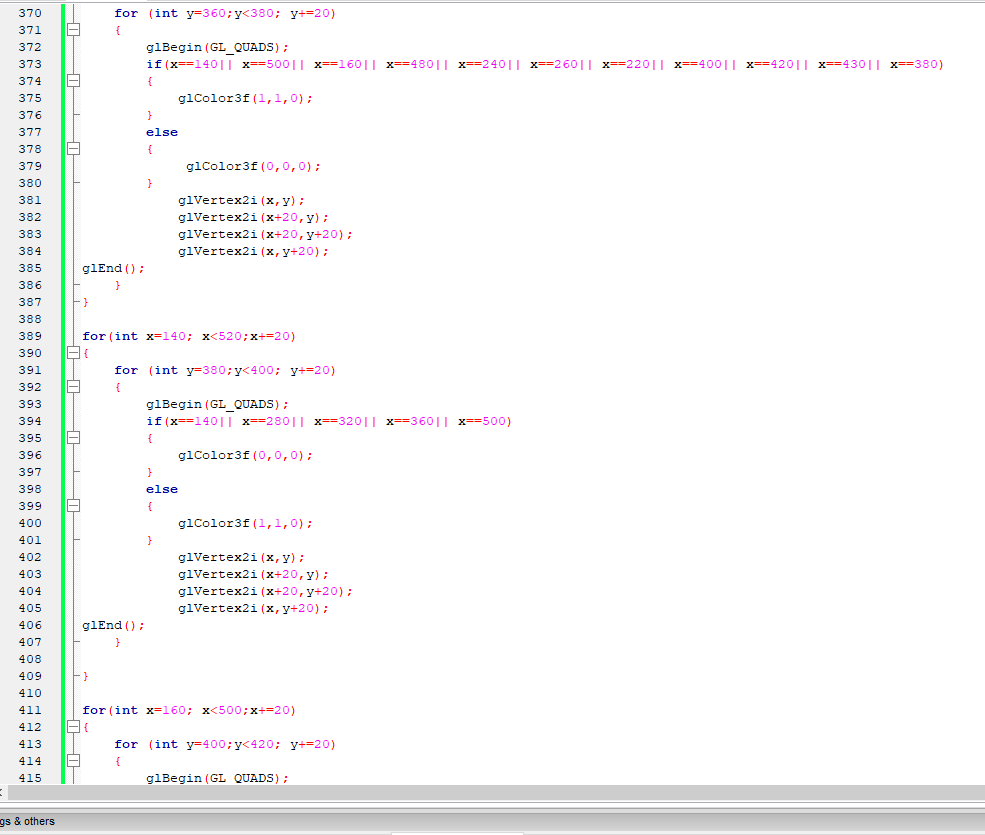 370 for (int y=360;y<380; y+=20)
371 {
372 glBegin(GL_QUADS);
373 if(x==140|| x==500|| x==160|| x==480|| x==240|| x==260|| x==220|| x==400|| x==420|| x==430|| x==380)
374 {
375 glColor3f(1,1,0);
376 }
377 else
378 {
379 glColor3f(0,0,0);
380 }
381 glVertex2i(x,y);
382 glVertex2i(x+20,y);
383 glVertex2i(x+20,y+20);
384 glVertex2i(x,y+20);
385 glEnd();
386 }
387 }
388
389 for(int x=140; x<520;x+=20)
390 {
391 for (int y=380;y<400; y+=20)
392 {
393 glBegin(GL_QUADS);
394 if(x==140|| x==280|| x==320|| x==360|| x==500)
395 {
396 glColor3f(0,0,0);
397 }
398 else
399 {
400 glColor3f(1,1,0);
401 }
402 glVertex2i(x,y);
403 glVertex2i(x+20,y);
404 glVertex2i(x+20,y+20);
405 glVertex2i(x,y+20);
406 glEnd();
407 }
408
409 }
410
411 for(int x=160; x<500;x+=20)
412 {
413 for (int y=400;y<420; y+=20)
414 {
415 glBegin(GL_QUADS);
gs & others